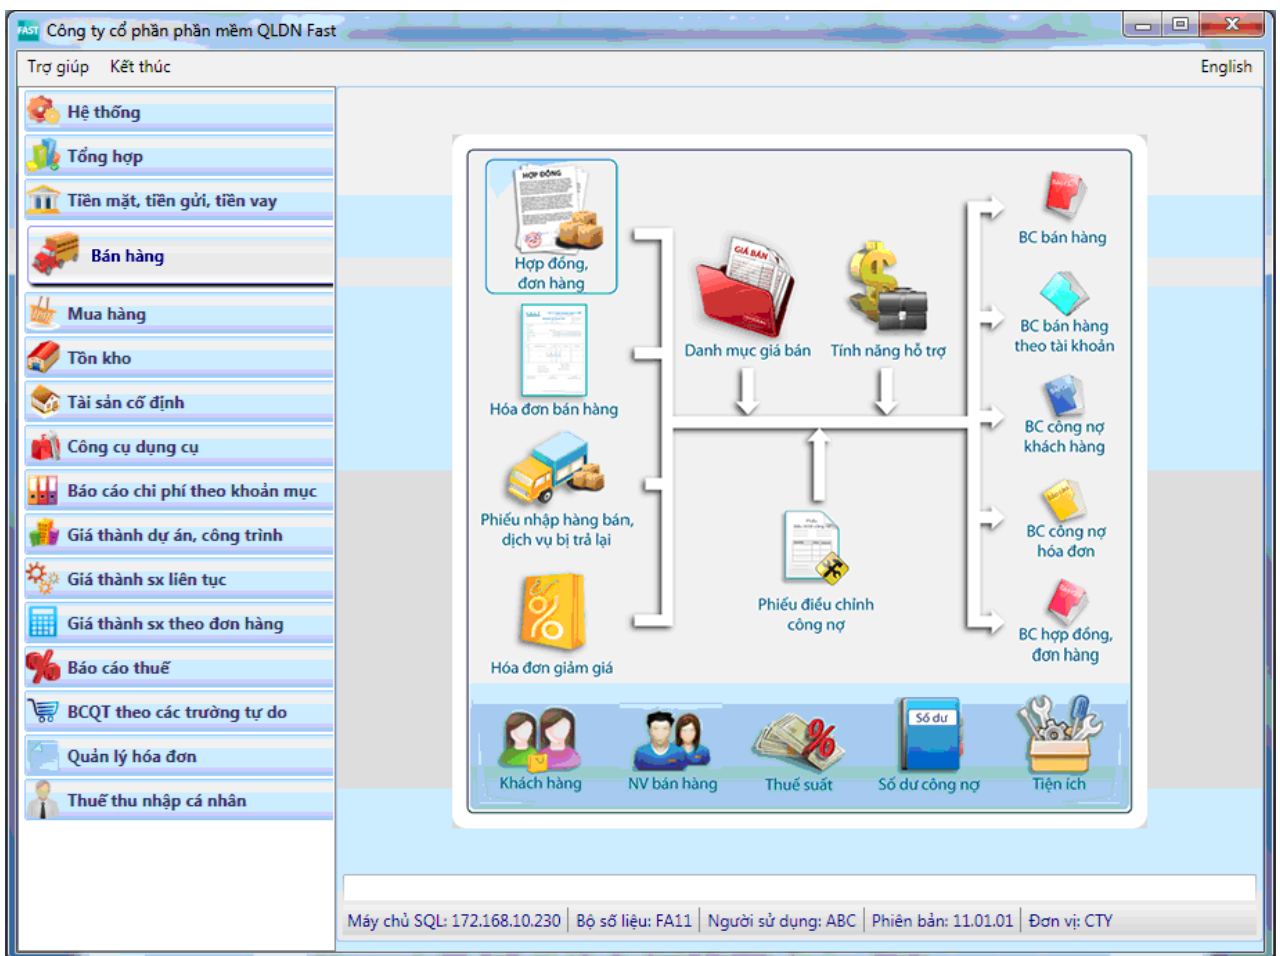 FAST Công ty cổ phần phần mềm QLDN Fast
Trợ giúp Kết thúc English
Hệ thống
Tổng hợp
Tiền mặt, tiền gửi, tiền vay
Bán hàng
Mua hàng
Tồn kho
Tài sản cố định
Công cụ dụng cụ
Báo cáo chi phí theo khoản mục
Giá thành dự án, công trình
Giá thành sx liên tục
Giá thành sx theo đơn hàng
Báo cáo thuế
BCQT theo các trường tự do
Quản lý hóa đơn
Thuế thu nhập cá nhân
HỢP ĐỒNG
Hợp đồng,
đơn hàng
Hóa đơn bán hàng
Phiếu nhập hàng bán,
dịch vụ bị trả lại
Hóa đơn giảm giá
GIÁ BÁN
Danh mục giá bán
Tính năng hỗ trợ
Phiếu điều chỉnh
công nợ
BC bán hàng
BC bán hàng
theo tài khoản
BC công nợ
khách hàng
BC công nợ
hóa đơn
BC hợp đồng,
đơn hàng
Khách hàng
NV bán hàng
Thuế suất
Số dư
Số dư công nợ
Tiện ích
Máy chủ SQL: 172.168.10.230 Bộ số liệu: FA11 Người sử dụng: ABC Phiên bản: 11.01.01 Đơn vị: CTY